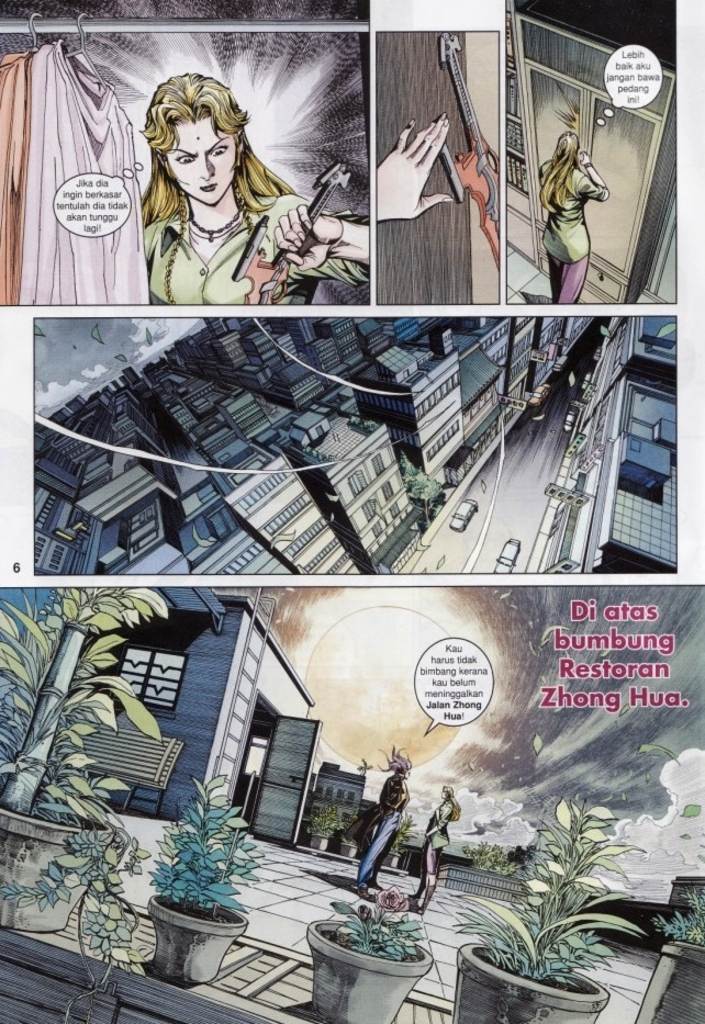 Jika dia
ingin berkasar
tentulah dia tidak
akan tunggu
lagi!
Lebih
baik aku
jangan bawa
pedang
ini!
6
Kau
harus tidak
bimbang kerana
kau belum
meninggalkan
Jalan Zhong
Hua!
Di atas
bumbung
Restoran
Zhong Hua.